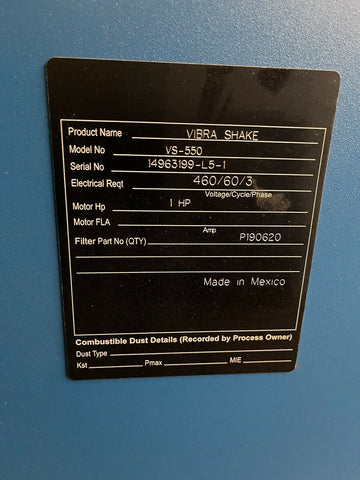 Product Name VIBRA SHAKE
Model No VS-550
Serial No 14963199-L5-1
Electrical Reqt 460/60/3
Voltage/Cycle/Phase
Motor Hp 1 HP
Motor FLA
Amp
Filter Part No (QTY) P190620
Made in Mexico
Combustible Dust Details (Recorded by Process Owner)
Dust Type
Kst Pmax MIE